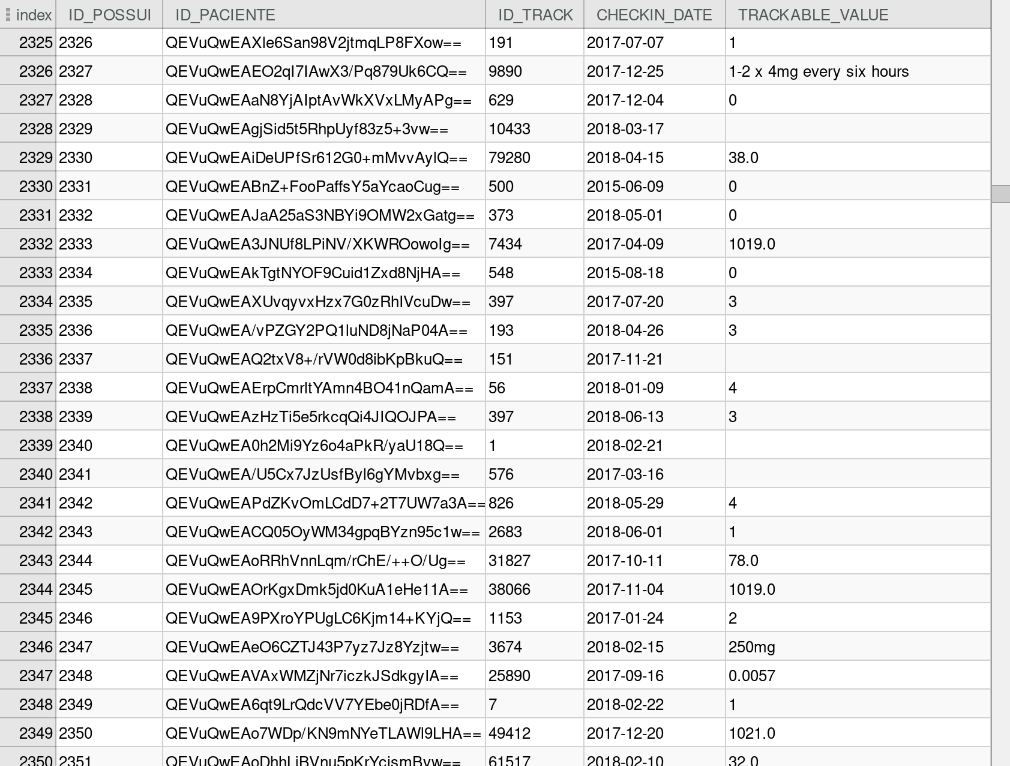 index ID_POSSUI ID_PACIENTE ID_TRACK CHECKIN_DATE TRACKABLE_VALUE
2325 2326 QEVuQwEAXle6San98V2jtmqLP8FXow== 191 2017-07-07 1
2326 2327 QEVuQwEAEO2qI7IAwX3/Pq879Uk6CQ== 9890 2017-12-25 1-2 x 4mg every six hours
2327 2328 QEVuQwEAaN8YjAIptAvWkXVxLMyAPg== 629 2017-12-04 0
2328 2329 QEVuQwEAgjSid5t5RhpUyf83z5+3vw== 10433 2018-03-17
2329 2330 QEVuQwEAiDeUPfSr612G0+mMvvAylQ== 79280 2018-04-15 38.0
2330 2331 QEVuQwEABnZ+FooPaffsY5aYcaoCug== 500 2015-06-09 0
2331 2332 QEVuQwEAJaA25aS3NBYi9OMW2xGatg== 373 2018-05-01 0
2332 2333 QEVuQwEA3JNUf8LPiNV/XKWROowolg== 7434 2017-04-09 1019.0
2333 2334 QEVuQwEAkTgtNYOF9Cuid1Zxd8NjHA== 548 2015-08-18 0
2334 2335 QEVuQwEAXUvqyvxHzx7G0zRhlVcuDw== 397 2017-07-20 3
2335 2336 QEVuQwEA/vPZGY2PQ1luND8jNaP04A== 193 2018-04-26 3
2336 2337 QEVuQwEAQ2txV8+/rVW0d8ibKpBkuQ== 151 2017-11-21
2337 2338 QEVuQwEAErpCmrItYAmn4BO41nQamA== 56 2018-01-09 4
2338 2339 QEVuQwEAzHzTi5e5rkcqQi4JIQOJPA== 397 2018-06-13 3
2339 2340 QEVuQwEA0h2Mi9Yz6o4aPkR/yaU18Q== 1 2018-02-21
2340 2341 QEVuQwEA/U5Cx7JzUsfByl6gYMvbxg== 576 2017-03-16
2341 2342 QEVuQwEAPdZKvOmLCdD7+2T7UW7a3A== 826 2018-05-29 4
2342 2343 QEVuQwEACQ05OyWM34gpqBYzn95c1w== 2683 2018-06-01 1
2343 2344 QEVuQwEAoRRhVnnLqm/rChE/++O/Ug== 31827 2017-10-11 78.0
2344 2345 QEVuQwEAOrKgxDmk5jd0KuA1eHe11A== 38066 2017-11-04 1019.0
2345 2346 QEVuQwEA9PXroYPUgLC6Kjm14+KYjQ== 1153 2017-01-24 2
2346 2347 QEVuQwEAeO6CZTJ43P7yz7Jz8Yzjtw== 3674 2018-02-15 250mg
2347 2348 QEVuQwEAVAxWMZjNr7iczkJSdkgyIA== 25890 2017-09-16 0.0057
2348 2349 QEVuQwEA6qt9LrQdcVV7YEbe0jRDfA== 7 2018-02-22 1
2349 2350 QEVuQwEAo7WDp/KN9mNYeTLAWl9LHA== 49412 2017-12-20 1021.0
2350 2351 QEVuQwEAoDhhLiBVnu5pKrYcismBvw== 61517 2018-02-10 32.0